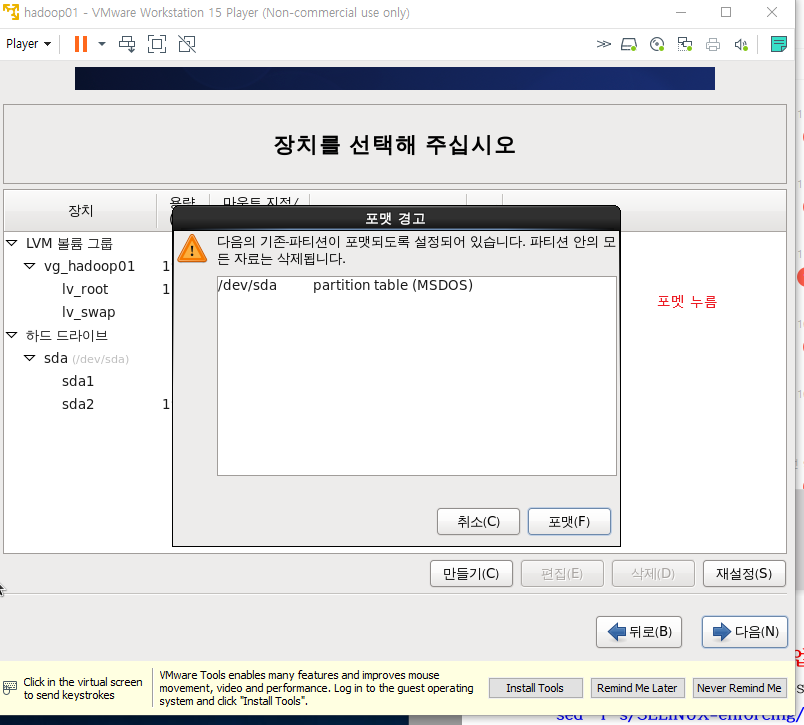 hadoop01 - VMware Workstation 15 Player (Non-commercial use only)
Player
장치를 선택해 주십시오
장치
용량
마운트 지점/
포맷 경고
다음의 기존-파티션이 포맷되도록 설정되어 있습니다. 파티션 안의 모
든 자료는 삭제됩니다.
/dev/sda partition table (MSDOS)
LVM 볼륨 그룹
vg_hadoop01 1
lv_root 1
lv_swap
하드 드라이브
sda (/dev/sda)
sda1
sda2 1
포멧 누름
취소(C) 포맷(F)
만들기(C) 편집(E) 삭제(D) 재설정(S)
뒤로(B) 다음(N)
Click in the virtual screen
to send keystrokes
VMware Tools enables many features and improves mouse
movement, video and performance. Log in to the guest operating
system and click "Install Tools".
Install Tools Remind Me Later Never Remind Me